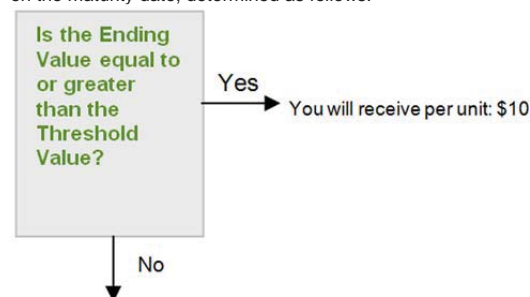 on the maturity date, determined as follows:
Is the Ending
Value equal to
or greater
than the
Threshold
Value?
Yes
You will receive per unit: $10
No